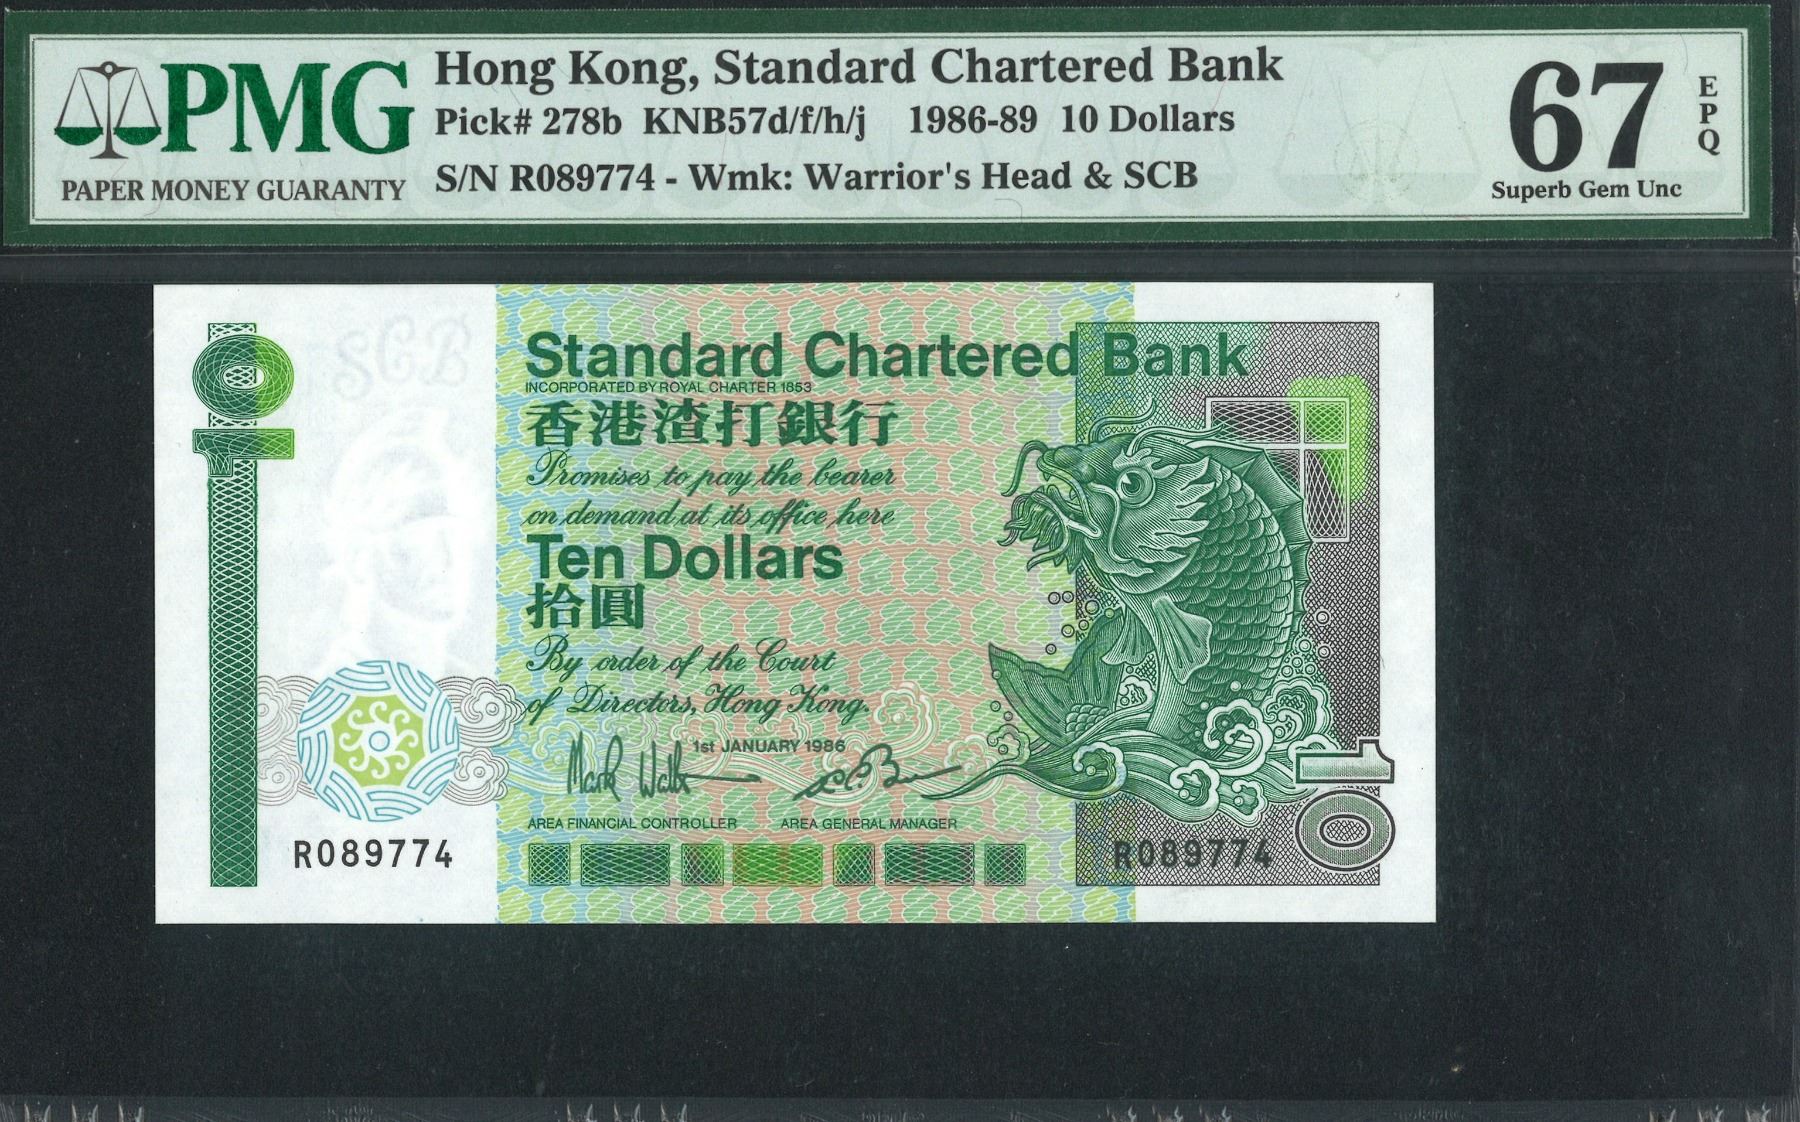 PMG
PAPER MONEY GUARANTY
Hong Kong, Standard Chartered Bank
Pick# 278b KNB57d/f/h/j 1986-89 10 Dollars
S/N R089774 - Wmk: Warrior's Head & SCB
67
EPQ
Superb Gem Unc
10
SCB
Standard Chartered Bank
INCORPORATED BY ROYAL CHARTER 1853
香港渣打銀行
Promises to pay the bearer
on demand at its office here
Ten Dollars
拾圓
By order of the Court
of Directors, Hong Kong.
1st JANUARY 1986
AREA FINANCIAL CONTROLLER AREA GENERAL MANAGER
R089774
R089774
10